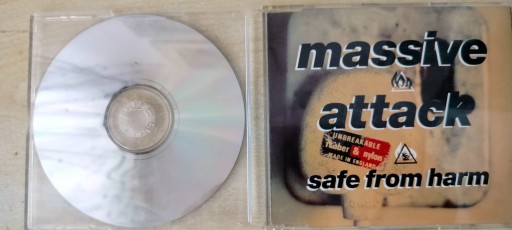 massive
attack
UNBREAKABLE
rubber & nylon
MADE IN ENGLAND
safe from harm